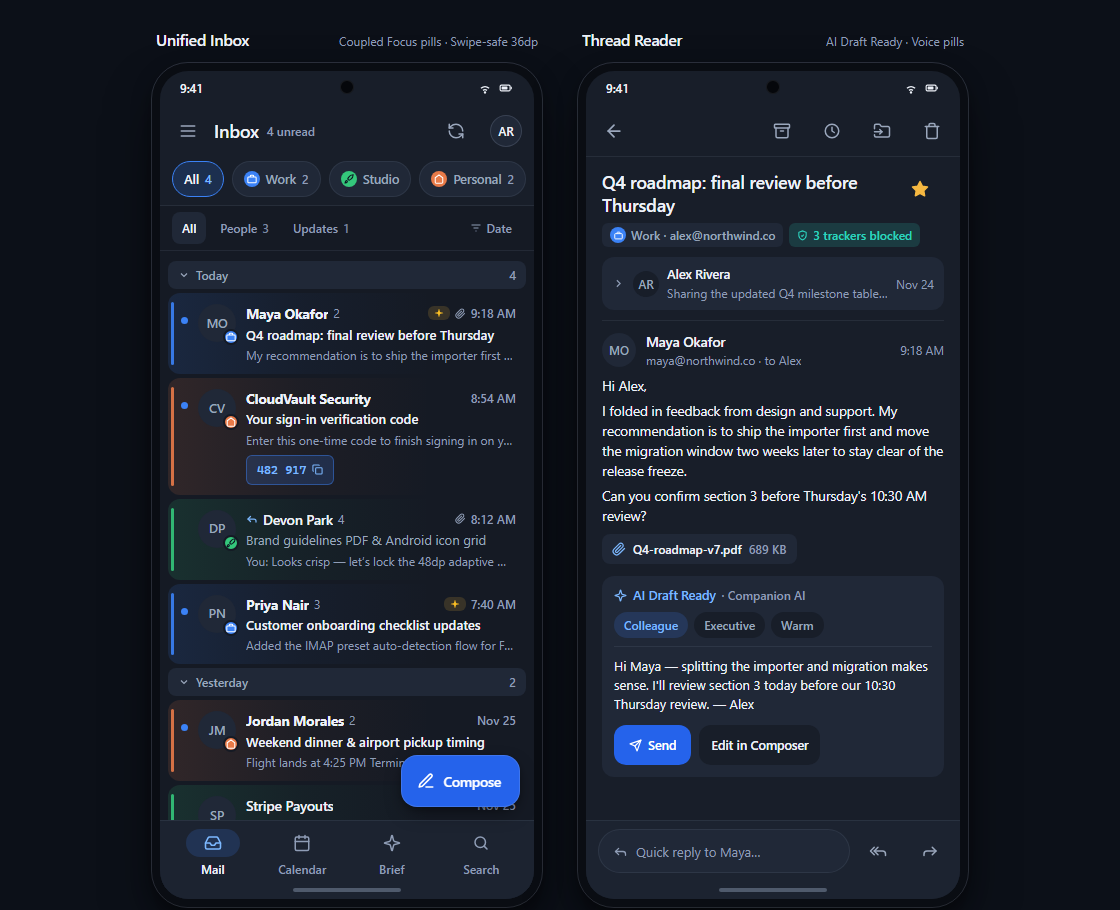 Unified Inbox
Coupled Focus pills · Swipe-safe 36dp
9:41
Inbox 4 unread
AR
All 4
Work 2
Studio
Personal 2
All
People 3
Updates 1
Date
Today 4
MO
Maya Okafor 2
9:18 AM
Q4 roadmap: final review before Thursday
My recommendation is to ship the importer first ...
CV
CloudVault Security
8:54 AM
Your sign-in verification code
Enter this one-time code to finish signing in on y...
482 917
DP
Devon Park 4
8:12 AM
Brand guidelines PDF & Android icon grid
You: Looks crisp — let's lock the 48dp adaptive ...
PN
Priya Nair 3
7:40 AM
Customer onboarding checklist updates
Added the IMAP preset auto-detection flow for F...
Yesterday 2
JM
Jordan Morales 2
Nov 25
Weekend dinner & airport pickup timing
Flight lands at 4:25 PM Termin
Compose
SP
Stripe Payouts
Nov 25
Mail
Calendar
Brief
Search
Thread Reader
AI Draft Ready · Voice pills
9:41
Q4 roadmap: final review before
Thursday
Work · alex@northwind.co
3 trackers blocked
AR
Alex Rivera
Sharing the updated Q4 milestone table...
Nov 24
MO
Maya Okafor
maya@northwind.co · to Alex
9:18 AM
Hi Alex,
I folded in feedback from design and support. My
recommendation is to ship the importer first and move
the migration window two weeks later to stay clear of the
release freeze.
Can you confirm section 3 before Thursday's 10:30 AM
review?
Q4-roadmap-v7.pdf 689 KB
AI Draft Ready · Companion AI
Colleague
Executive
Warm
Hi Maya — splitting the importer and migration makes
sense. I'll review section 3 today before our 10:30
Thursday review. — Alex
Send
Edit in Composer
Quick reply to Maya...